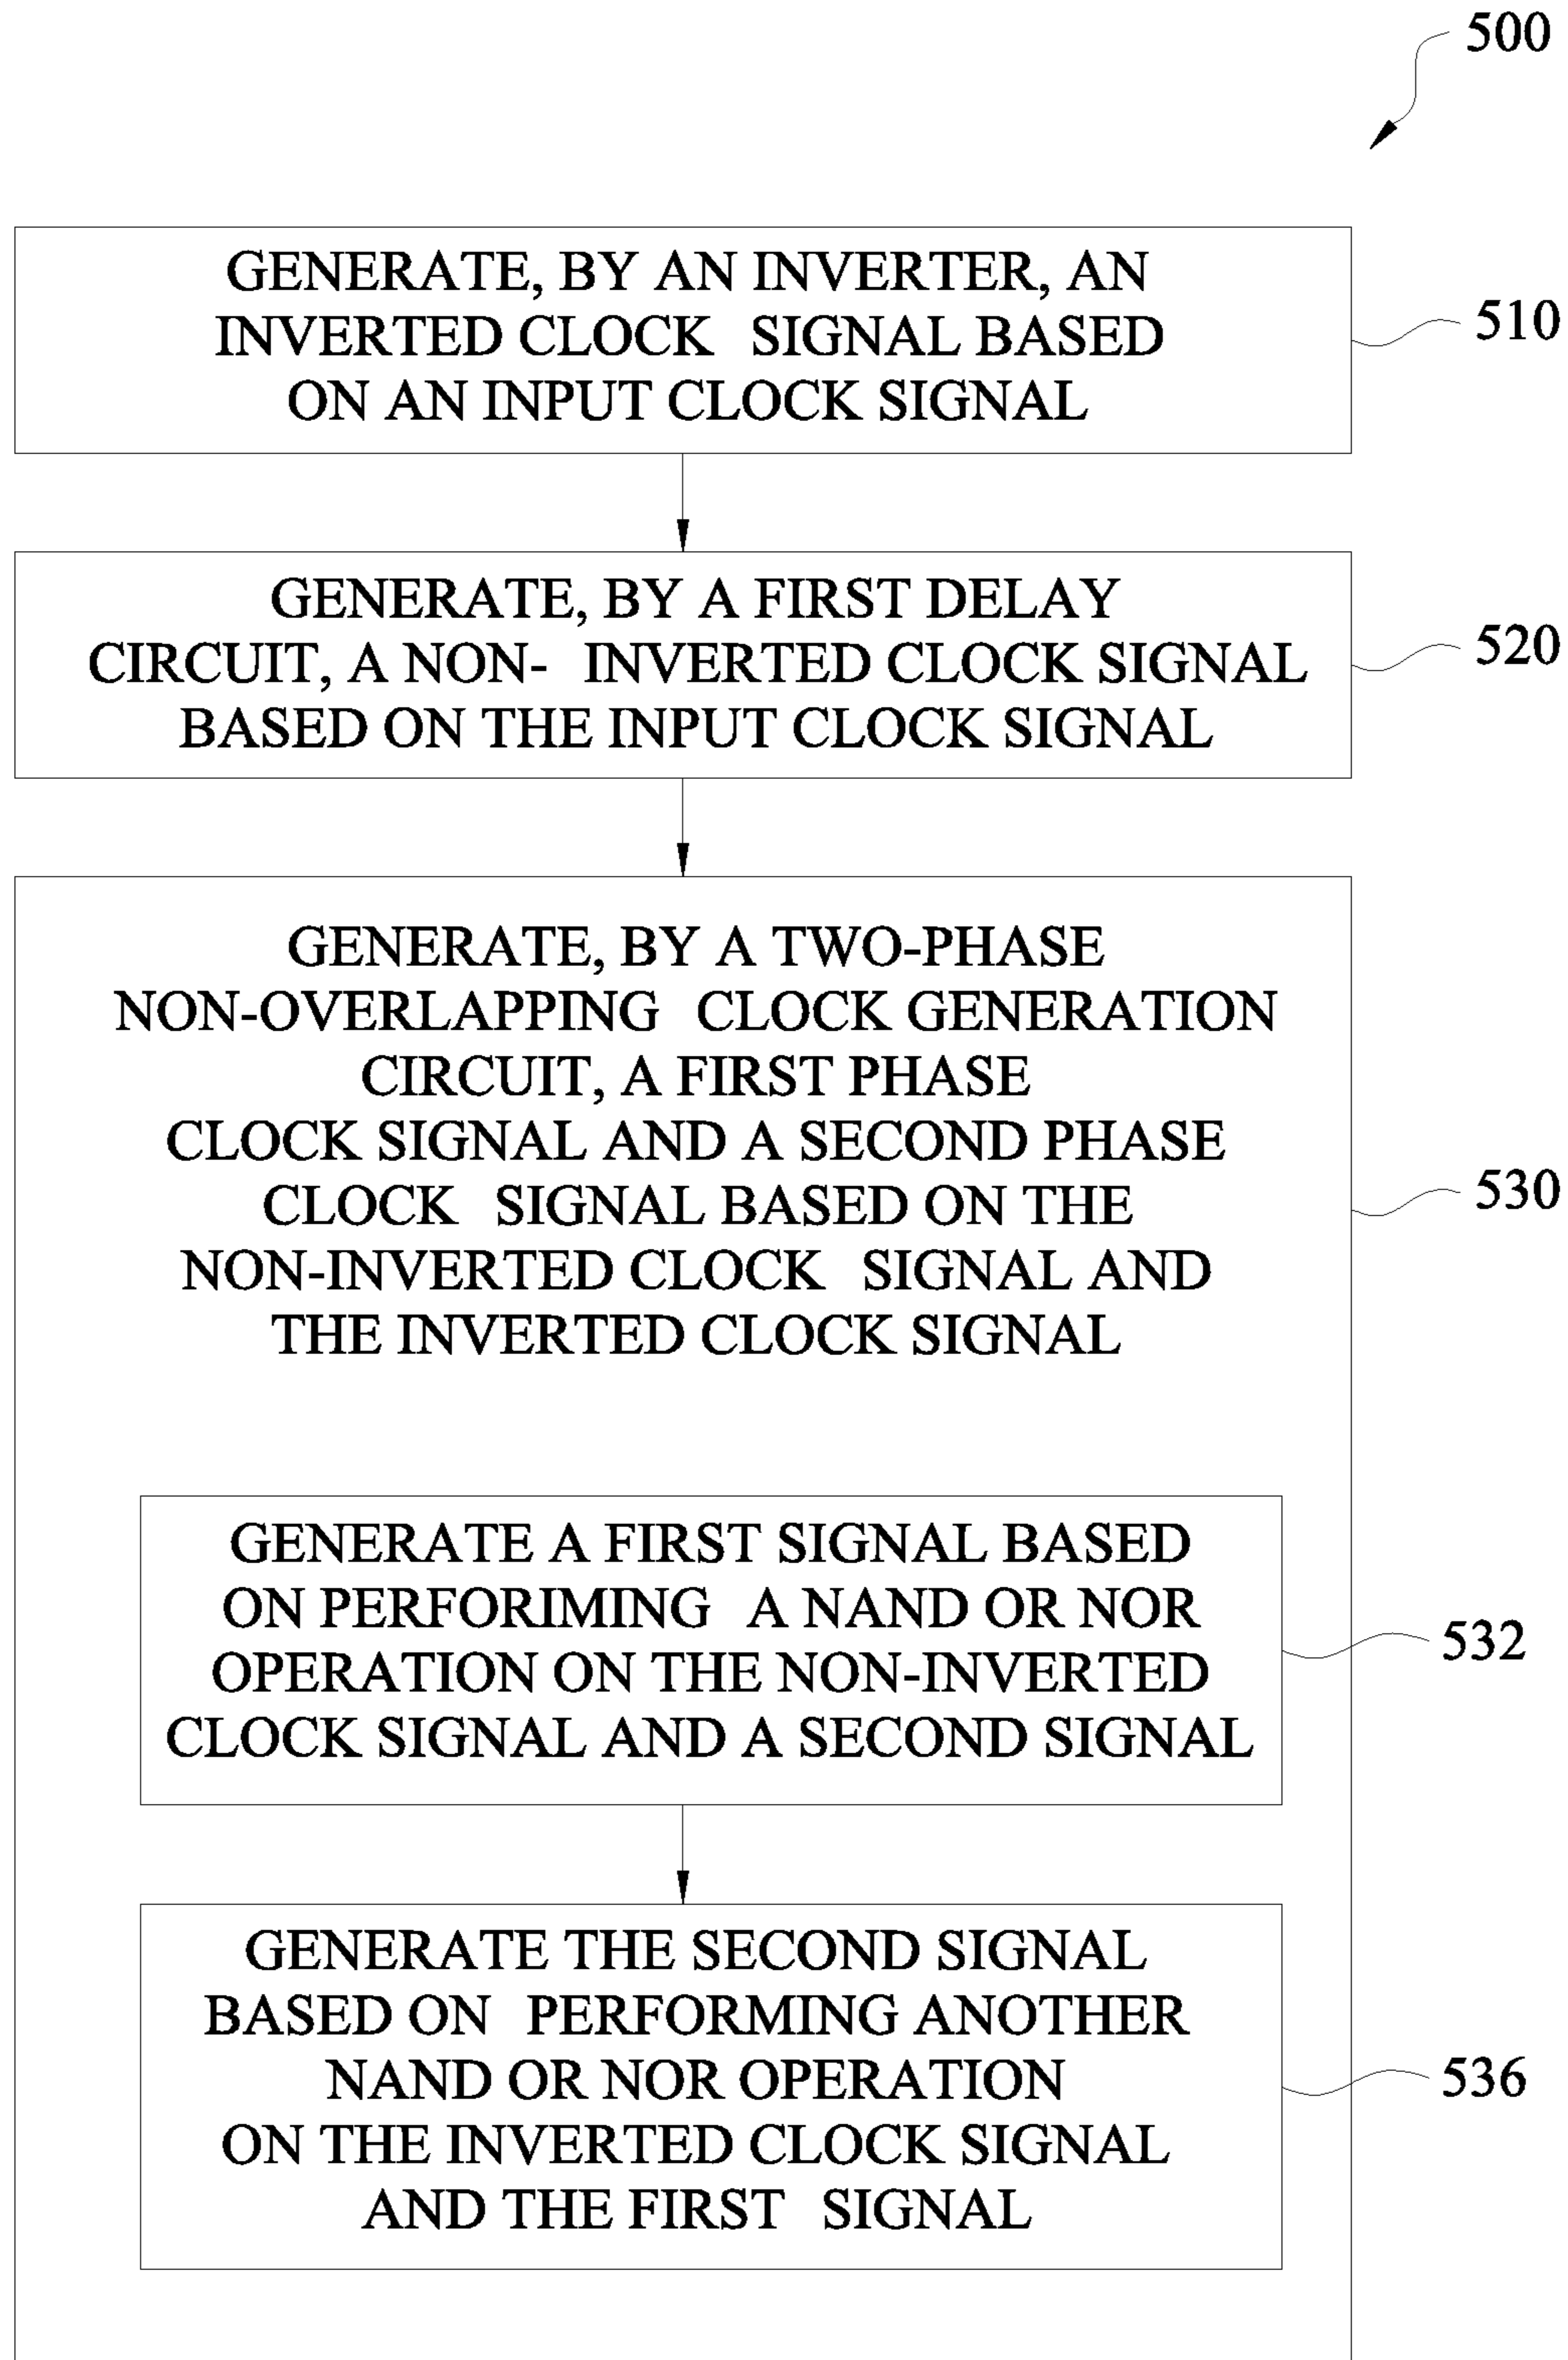 500
GENERATE, BY AN INVERTER, AN
INVERTED CLOCK SIGNAL BASED
ON AN INPUT CLOCK SIGNAL
510
GENERATE, BY A FIRST DELAY
CIRCUIT, A NON- INVERTED CLOCK SIGNAL
BASED ON THE INPUT CLOCK SIGNAL
520
GENERATE, BY A TWO-PHASE
NON-OVERLAPPING CLOCK GENERATION
CIRCUIT, A FIRST PHASE
CLOCK SIGNAL AND A SECOND PHASE
CLOCK SIGNAL BASED ON THE
NON-INVERTED CLOCK SIGNAL AND
THE INVERTED CLOCK SIGNAL
530
GENERATE A FIRST SIGNAL BASED
ON PERFORIMING A NAND OR NOR
OPERATION ON THE NON-INVERTED
CLOCK SIGNAL AND A SECOND SIGNAL
532
GENERATE THE SECOND SIGNAL
BASED ON PERFORMING ANOTHER
NAND OR NOR OPERATION
ON THE INVERTED CLOCK SIGNAL
AND THE FIRST SIGNAL
536